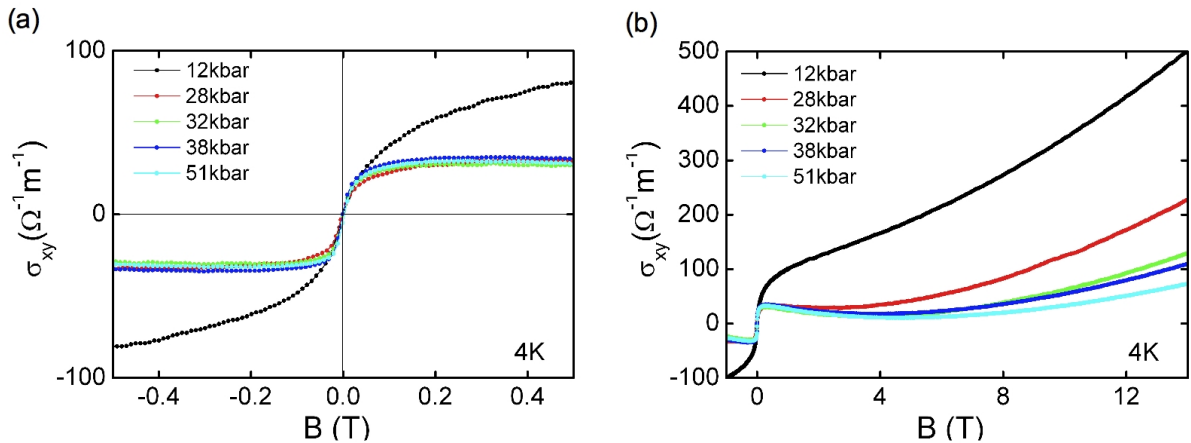 (a)
100
0
-100
σxy(Ω⁻¹m⁻¹)
12kbar
28kbar
32kbar
38kbar
51kbar
4K
-0.4 -0.2 0.0 0.2 0.4
B (T)
(b)
500
400
300
200
100
0
-100
σxy(Ω⁻¹m⁻¹)
12kbar
28kbar
32kbar
38kbar
51kbar
4K
0 4 8 12
B (T)